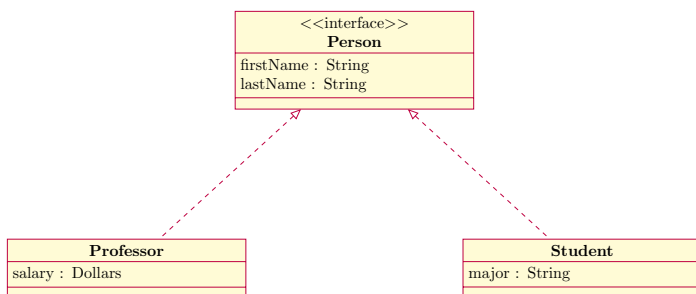 <<interface>>
Person
firstName : String
lastName : String
Professor
salary : Dollars
Student
major : String